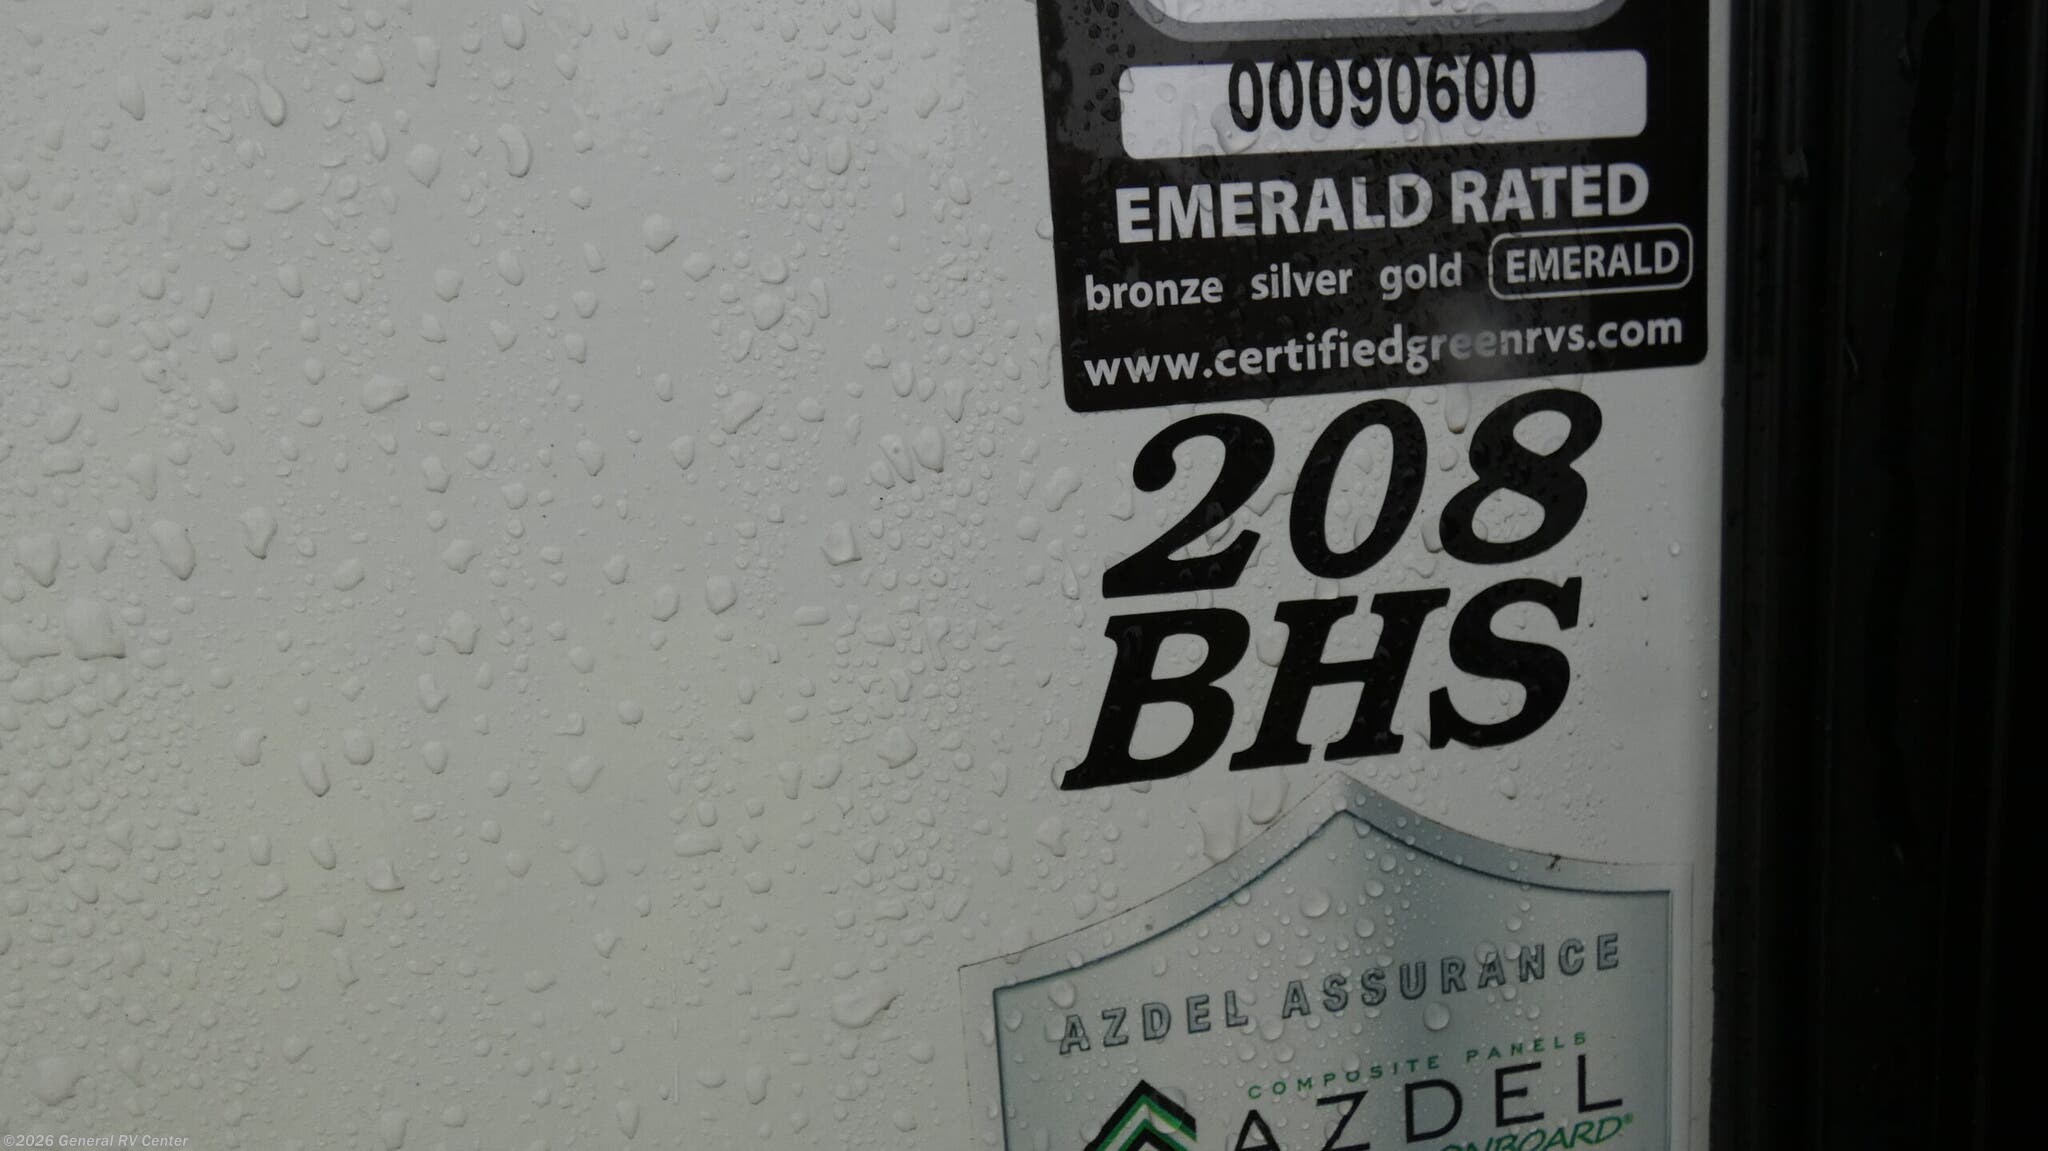 00090600
EMERALD RATED
bronze silver gold EMERALD
www.certifiedgreenrvs.com
208
BHS
AZDEL ASSURANCE
COMPOSITE PANELS
AZDEL
ONBOARD®
©2026 General RV Center